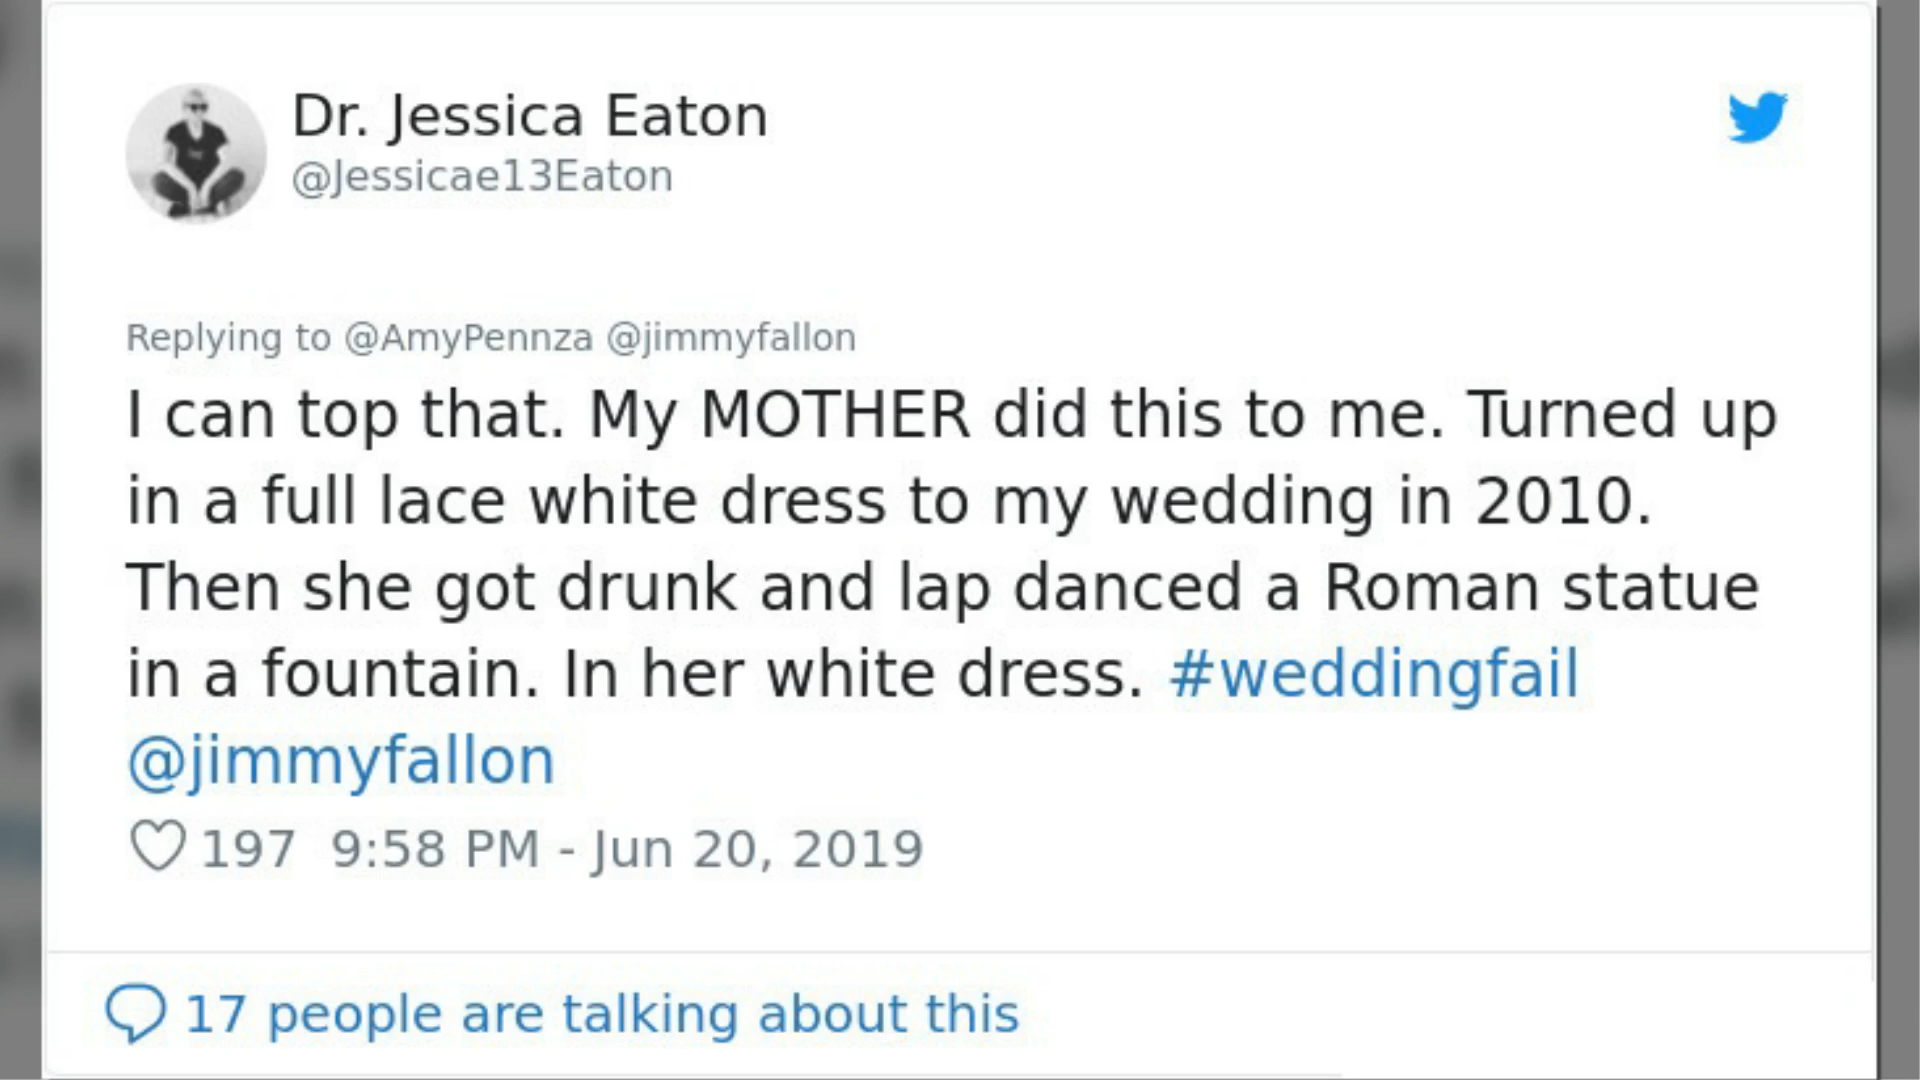 Dr. Jessica Eaton
@Jessicae13Eaton
Replying to @AmyPennza @jimmyfallon
I can top that. My MOTHER did this to me. Turned up
in a full lace white dress to my wedding in 2010.
Then she got drunk and lap danced a Roman statue
in a fountain. In her white dress. #weddingfail
@jimmyfallon
197 9:58 PM - Jun 20, 2019
17 people are talking about this